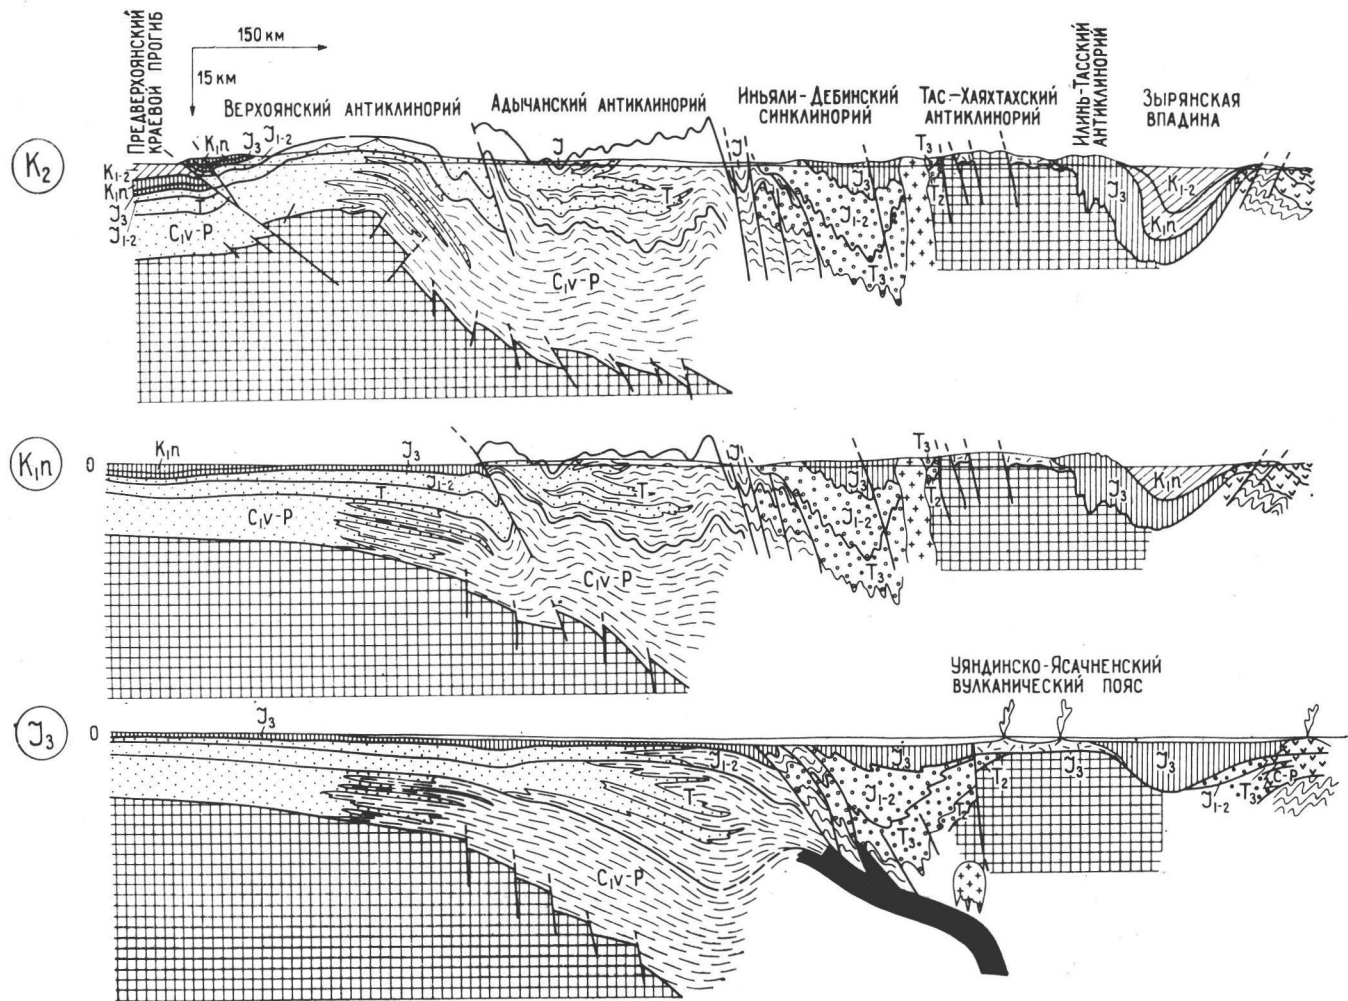 ПРЕДВЕРХОЯНСКИЙ
КРАЕВОЙ ПРОГИБ
150 КМ
15 КМ
ВЕРХОЯНСКИЙ АНТИКЛИНОРИЙ
АДЫЧАНСКИЙ АНТИКЛИНОРИЙ
ИНЬЯЛИ-ДЕБИНСКИЙ
СИНКЛИНОРИЙ
ТАС-ХАЯХТАХСКИЙ
АНТИКЛИНОРИЙ
ИЛИНЬ-ТАССКИЙ
АНТИКЛИНОРИЙ
ЗЫРЯНСКАЯ
ВПАДИНА
K₂
K₁n
J₃
J₁₋₂
K₁₋₂
K₁n
J₃
J₁₋₂
T
C₁v-P
J
T
C₁v-P
J
J₃
J₁₋₂
T₃
T₃
T₂
J₃
K₁₋₂
K₁n
K₁n
0
K₁n
J₃
J₁₋₂
T
C₁v-P
T
C₁v-P
J
J₃
J₁₋₂
T₃
T₃
T₂
J₃
K₁n
УЯНДИНСКО-ЯСАЧНЕНСКИЙ
ВУЛКАНИЧЕСКИЙ ПОЯС
J₃
0
J₃
J₁₋₂
T
C₁v-P
J₃
J₁₋₂
T₃
T₂
T₂
J₃
J₃
J₁₋₂
T₃
C-P